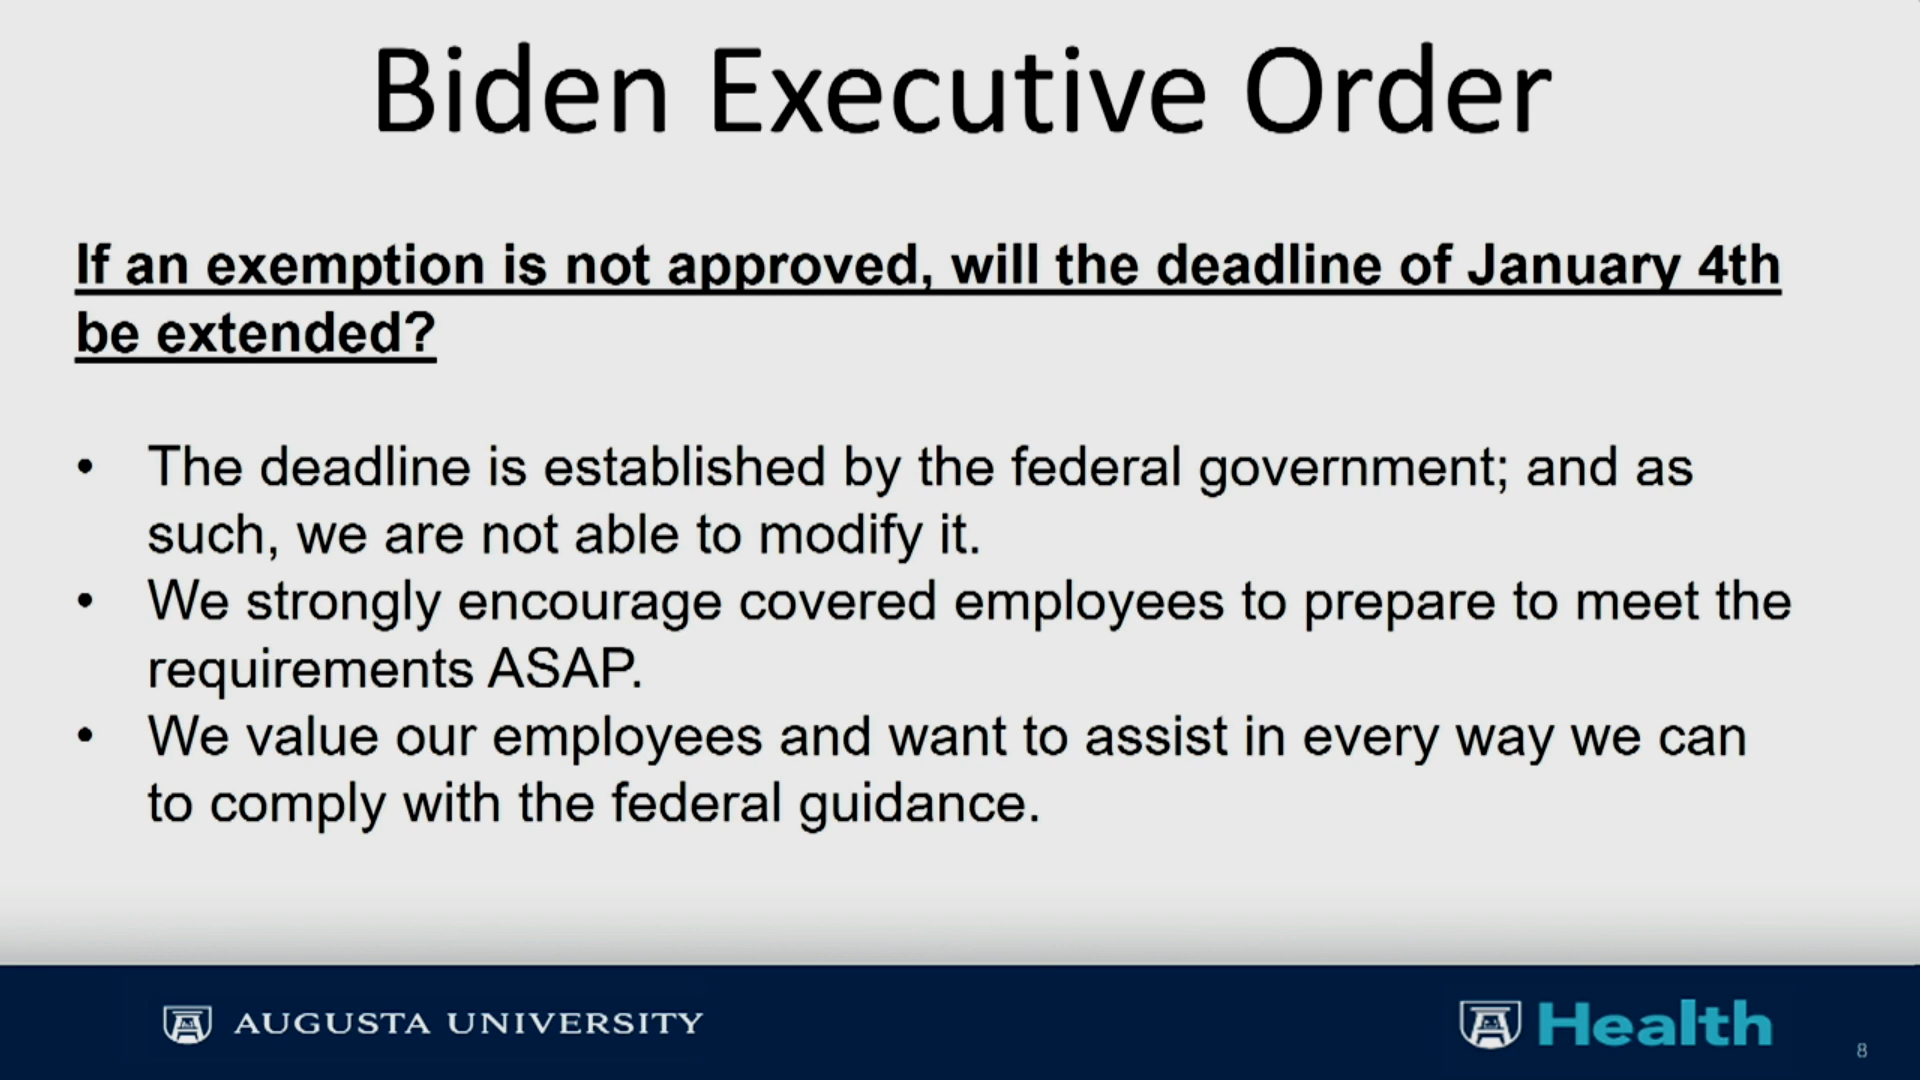 Biden Executive Order
If an exemption is not approved, will the deadline of January 4th
be extended?
• The deadline is established by the federal government; and as
such, we are not able to modify it.
• We strongly encourage covered employees to prepare to meet the
requirements ASAP.
• We value our employees and want to assist in every way we can
to comply with the federal guidance.
AUGUSTA UNIVERSITY
Health
8